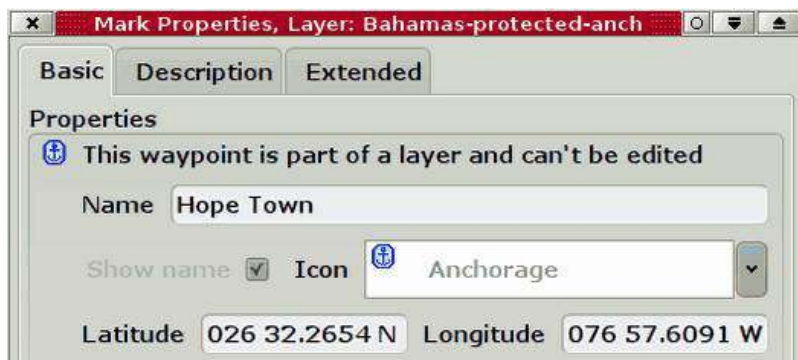 Mark Properties, Layer: Bahamas-protected-anch
Basic Description Extended
Properties
This waypoint is part of a layer and can't be edited
Name Hope Town
Show name Icon Anchorage
Latitude 026 32.2654 N Longitude 076 57.6091 W